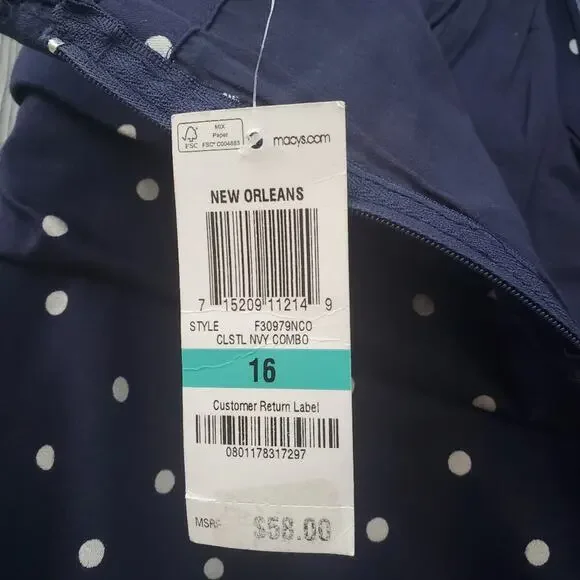 FSC
MIX
Paper
FSC® C004883
macys.com
NEW ORLEANS
7 15209 11214 9
STYLE F30979NCO
CLSTL NVY COMBO
16
Customer Return Label
0801178317297
MSRP $58.00